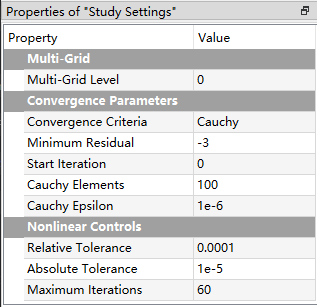 Properties of "Study Settings"
Property Value
Multi-Grid
Multi-Grid Level 0
Convergence Parameters
Convergence Criteria Cauchy
Minimum Residual -3
Start Iteration 0
Cauchy Elements 100
Cauchy Epsilon 1e-6
Nonlinear Controls
Relative Tolerance 0.0001
Absolute Tolerance 1e-5
Maximum Iterations 60